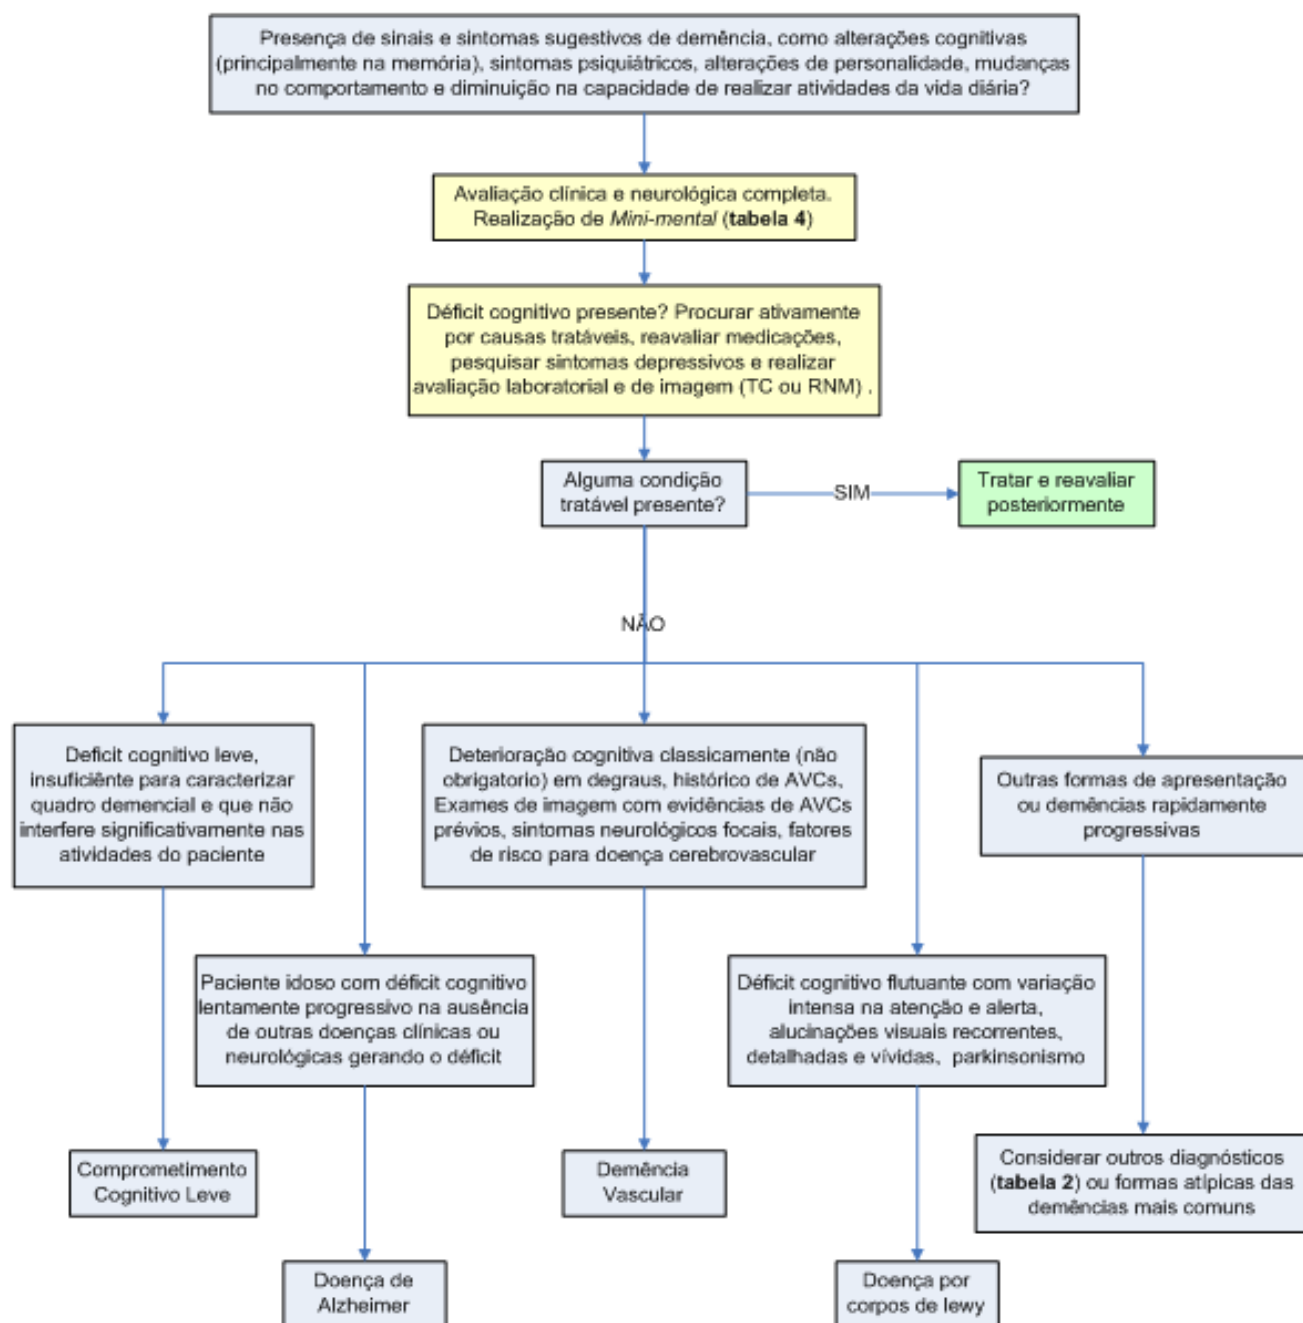 Presença de sinais e sintomas sugestivos de demência, como alterações cognitivas
(principalmente na memória), sintomas psiquiátricos, alterações de personalidade, mudanças
no comportamento e diminuição na capacidade de realizar atividades da vida diária?
Avaliação clínica e neurológica completa.
Realização de Mini-mental (tabela 4)
Déficit cognitivo presente? Procurar ativamente
por causas tratáveis, reavaliar medicações,
pesquisar sintomas depressivos e realizar
avaliação laboratorial e de imagem (TC ou RNM) .
Alguma condição
tratável presente?
SIM
Tratar e reavaliar
posteriormente
NÃO
Deficit cognitivo leve,
insuficiênte para caracterizar
quadro demencial e que não
interfere significativamente nas
atividades do paciente
Deterioração cognitiva classicamente (não
obrigatorio) em degraus, histórico de AVCs,
Exames de imagem com evidências de AVCs
prévios, sintomas neurológicos focais, fatores
de risco para doença cerebrovascular
Outras formas de apresentação
ou demências rapidamente
progressivas
Paciente idoso com déficit cognitivo
lentamente progressivo na ausência
de outras doenças clínicas ou
neurológicas gerando o déficit
Déficit cognitivo flutuante com variação
intensa na atenção e alerta,
alucinações visuais recorrentes,
detalhadas e vívidas, parkinsonismo
Comprometimento
Cognitivo Leve
Demência
Vascular
Considerar outros diagnósticos
(tabela 2) ou formas atípicas das
demências mais comuns
Doença de
Alzheimer
Doença por
corpos de lewy